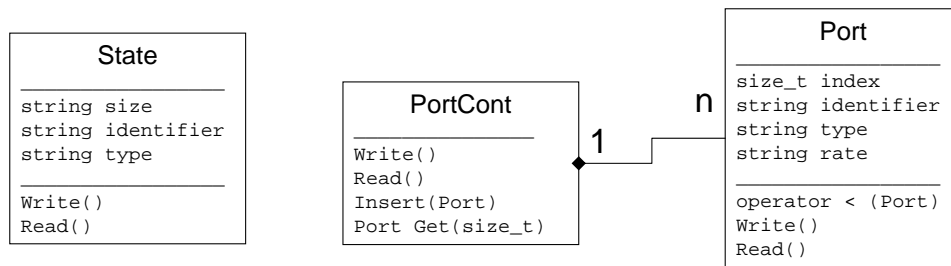 State
string size
string identifier
string type
Write()
Read()
PortCont
Write()
Read()
Insert(Port)
Port Get(size_t)
1
n
Port
size_t index
string identifier
string type
string rate
operator < (Port)
Write()
Read()